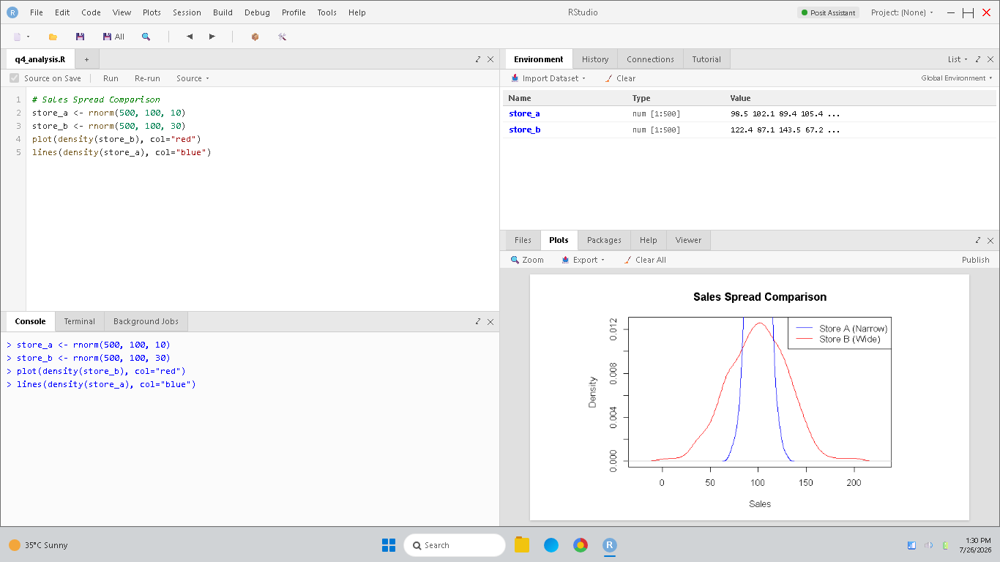 R File Edit Code View Plots Session Build Debug Profile Tools Help RStudio Posit Assistant Project: (None)
All
q4_analysis.R +
Source on Save Run Re-run Source
1 # Sales Spread Comparison
2 store_a <- rnorm(500, 100, 10)
3 store_b <- rnorm(500, 100, 30)
4 plot(density(store_b), col="red")
5 lines(density(store_a), col="blue")
Console Terminal Background Jobs
> store_a <- rnorm(500, 100, 10)
> store_b <- rnorm(500, 100, 30)
> plot(density(store_b), col="red")
> lines(density(store_a), col="blue")
Environment History Connections Tutorial List
Import Dataset Clear Global Environment
Name Type Value
store_a num [1:500] 98.5 102.1 89.4 105.4 ...
store_b num [1:500] 122.4 87.1 143.5 67.2 ...
Files Plots Packages Help Viewer
Zoom Export Clear All Publish
Sales Spread Comparison
Store A (Narrow)
Store B (Wide)
Density
0.012
0.008
0.004
0.000
0 50 100 150 200
Sales
35°C Sunny Search R 1:30 PM
7/26/2026